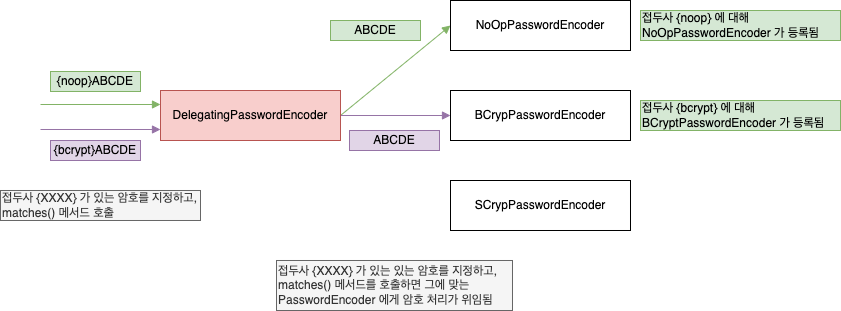 ABCDE
NoOpPasswordEncoder
접두사 {noop} 에 대해
NoOpPasswordEncoder 가 등록됨
{noop}ABCDE
DelegatingPasswordEncoder
BCrypPasswordEncoder
접두사 {bcrypt} 에 대해
BCryptPasswordEncoder 가 등록됨
{bcrypt}ABCDE
ABCDE
접두사 {XXXX} 가 있는 암호를 지정하고,
matches() 메서드 호출
SCrypPasswordEncoder
접두사 {XXXX} 가 있는 있는 암호를 지정하고,
matches() 메서드를 호출하면 그에 맞는
PasswordEncoder 에게 암호 처리가 위임됨